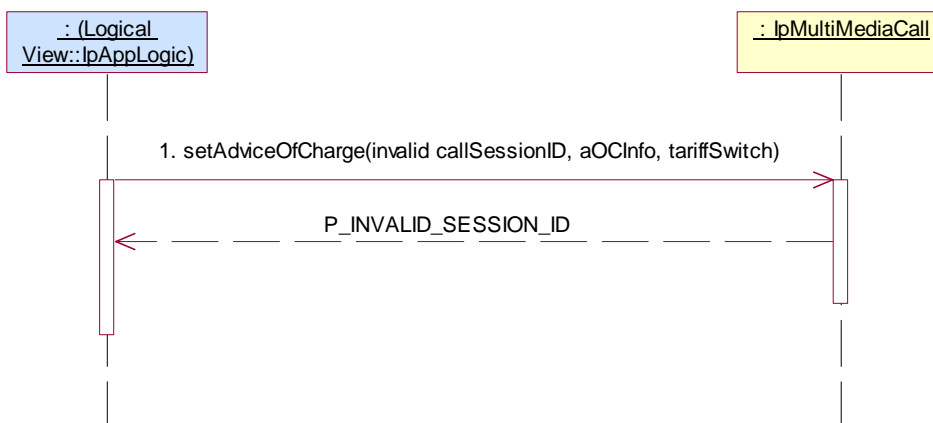 : (Logical
View::IpAppLogic)
: IpMultiMediaCall
1. setAdviceOfCharge(invalid callSessionID, aOCInfo, tariffSwitch)
P_INVALID_SESSION_ID